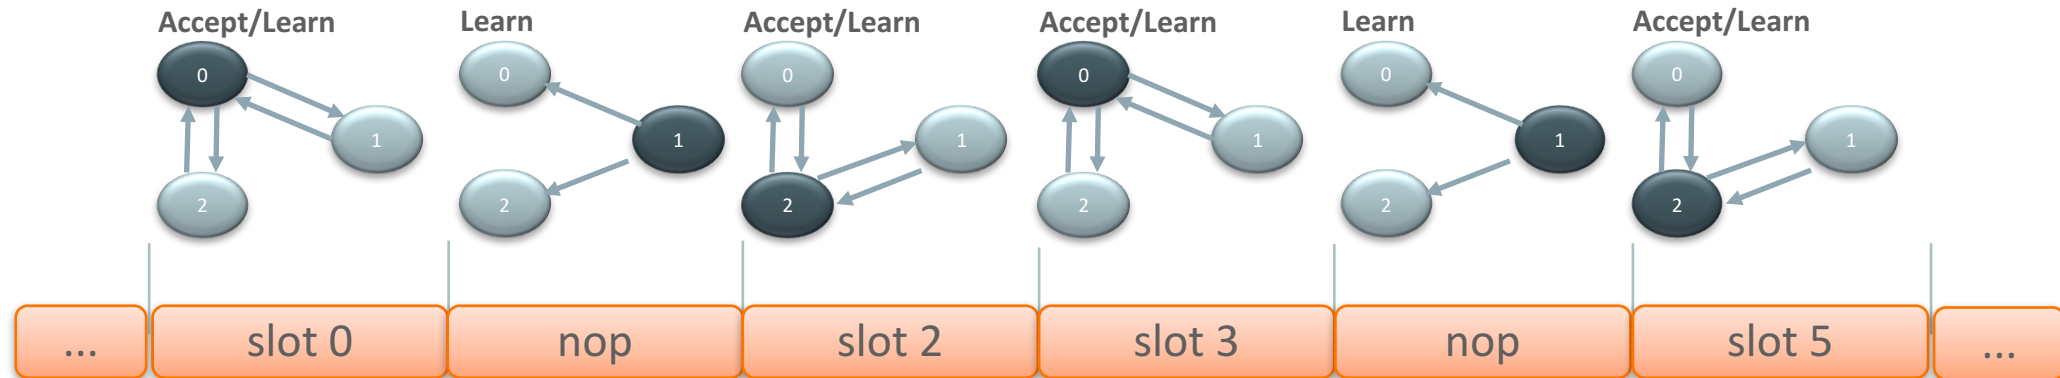 Accept/Learn Learn Accept/Learn Accept/Learn Learn Accept/Learn
0 0 0 0 0 0
1 1 1 1 1 1
2 2 2 2 2 2
... slot 0 nop slot 2 slot 3 nop slot 5 ...